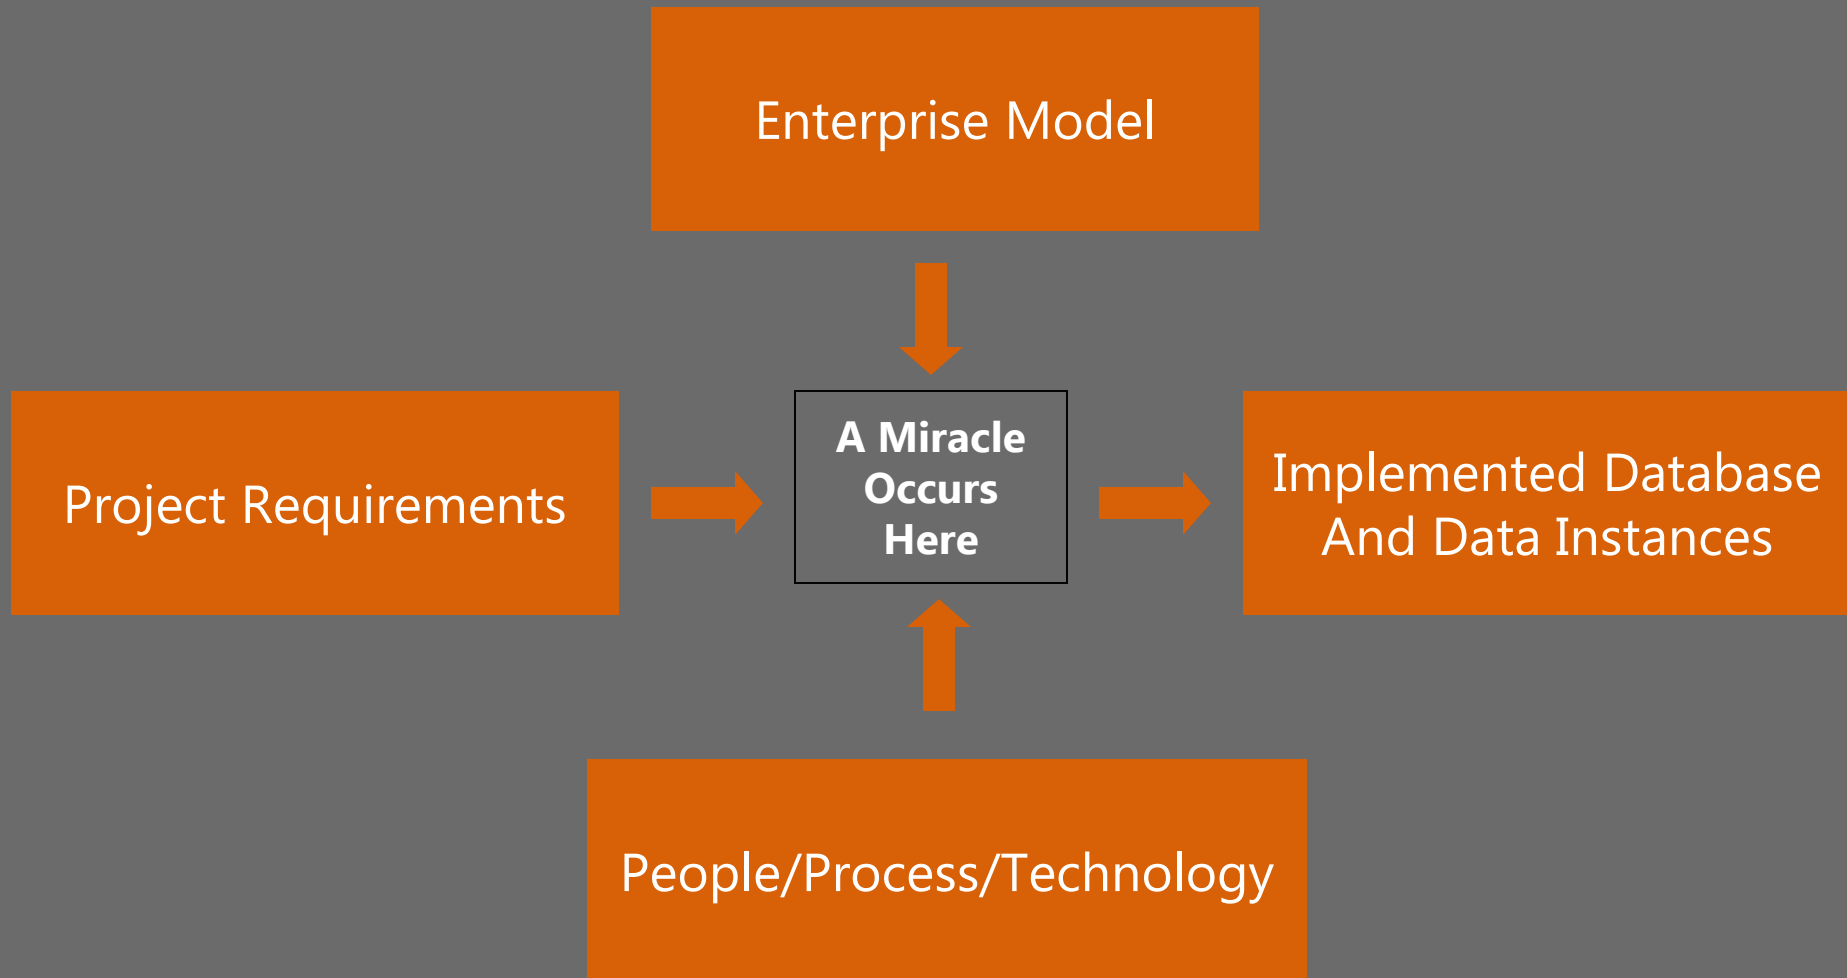 Enterprise Model
Project Requirements
A Miracle
Occurs
Here
Implemented Database
And Data Instances
People/Process/Technology